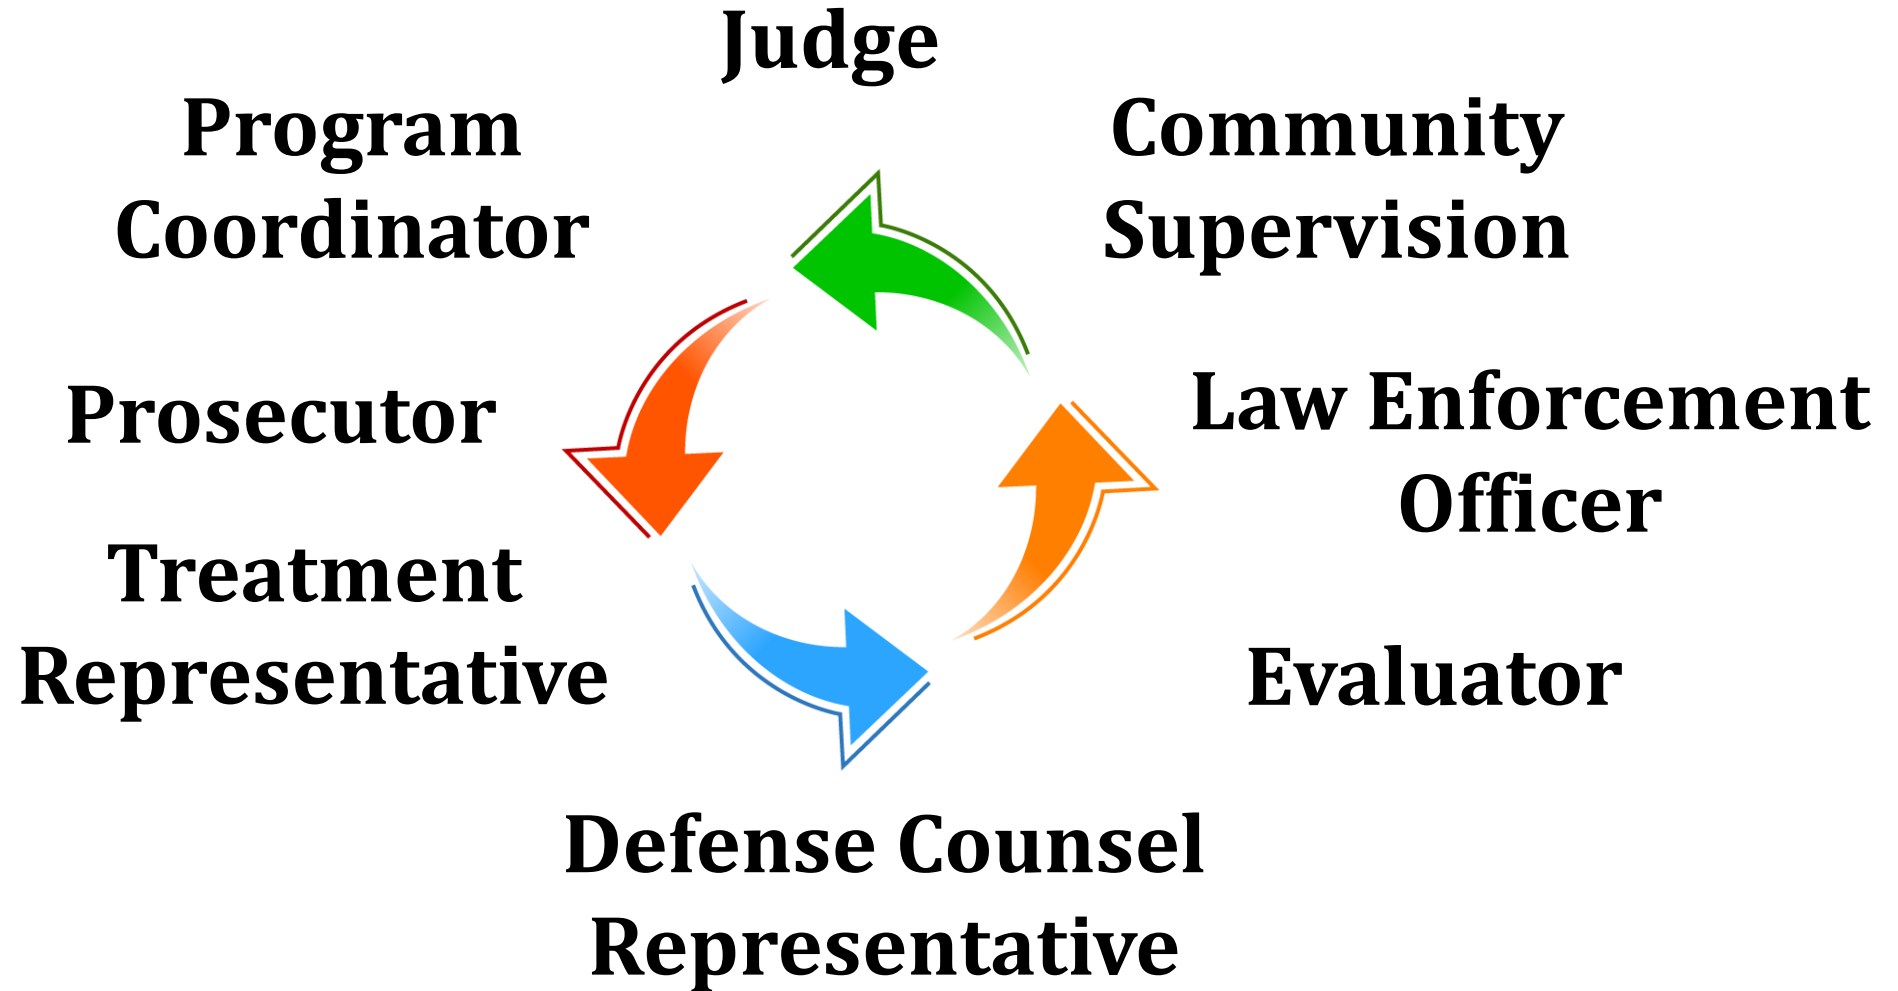 Judge
Program
Coordinator
Community
Supervision
Prosecutor
Law Enforcement
Officer
Treatment
Representative
Evaluator
Defense Counsel
Representative